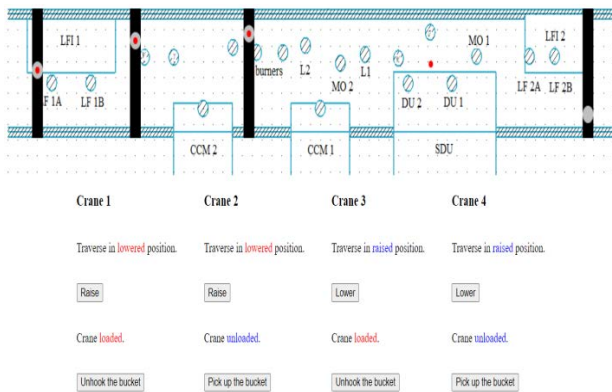 LFI 1
LFI 2
MO 1
burners
L2
L1
MO 2
LF 1A
LF 1B
DU 2
DU 1
LF 2A
LF 2B
CCM 2
CCM 1
SDU
Crane 1
Crane 2
Crane 3
Crane 4
Traverse in lowered position.
Traverse in lowered position.
Traverse in raised position.
Traverse in raised position.
Raise
Raise
Lower
Lower
Crane loaded.
Crane unloaded.
Crane loaded.
Crane unloaded.
Unhook the bucket
Pick up the bucket
Unhook the bucket
Pick up the bucket